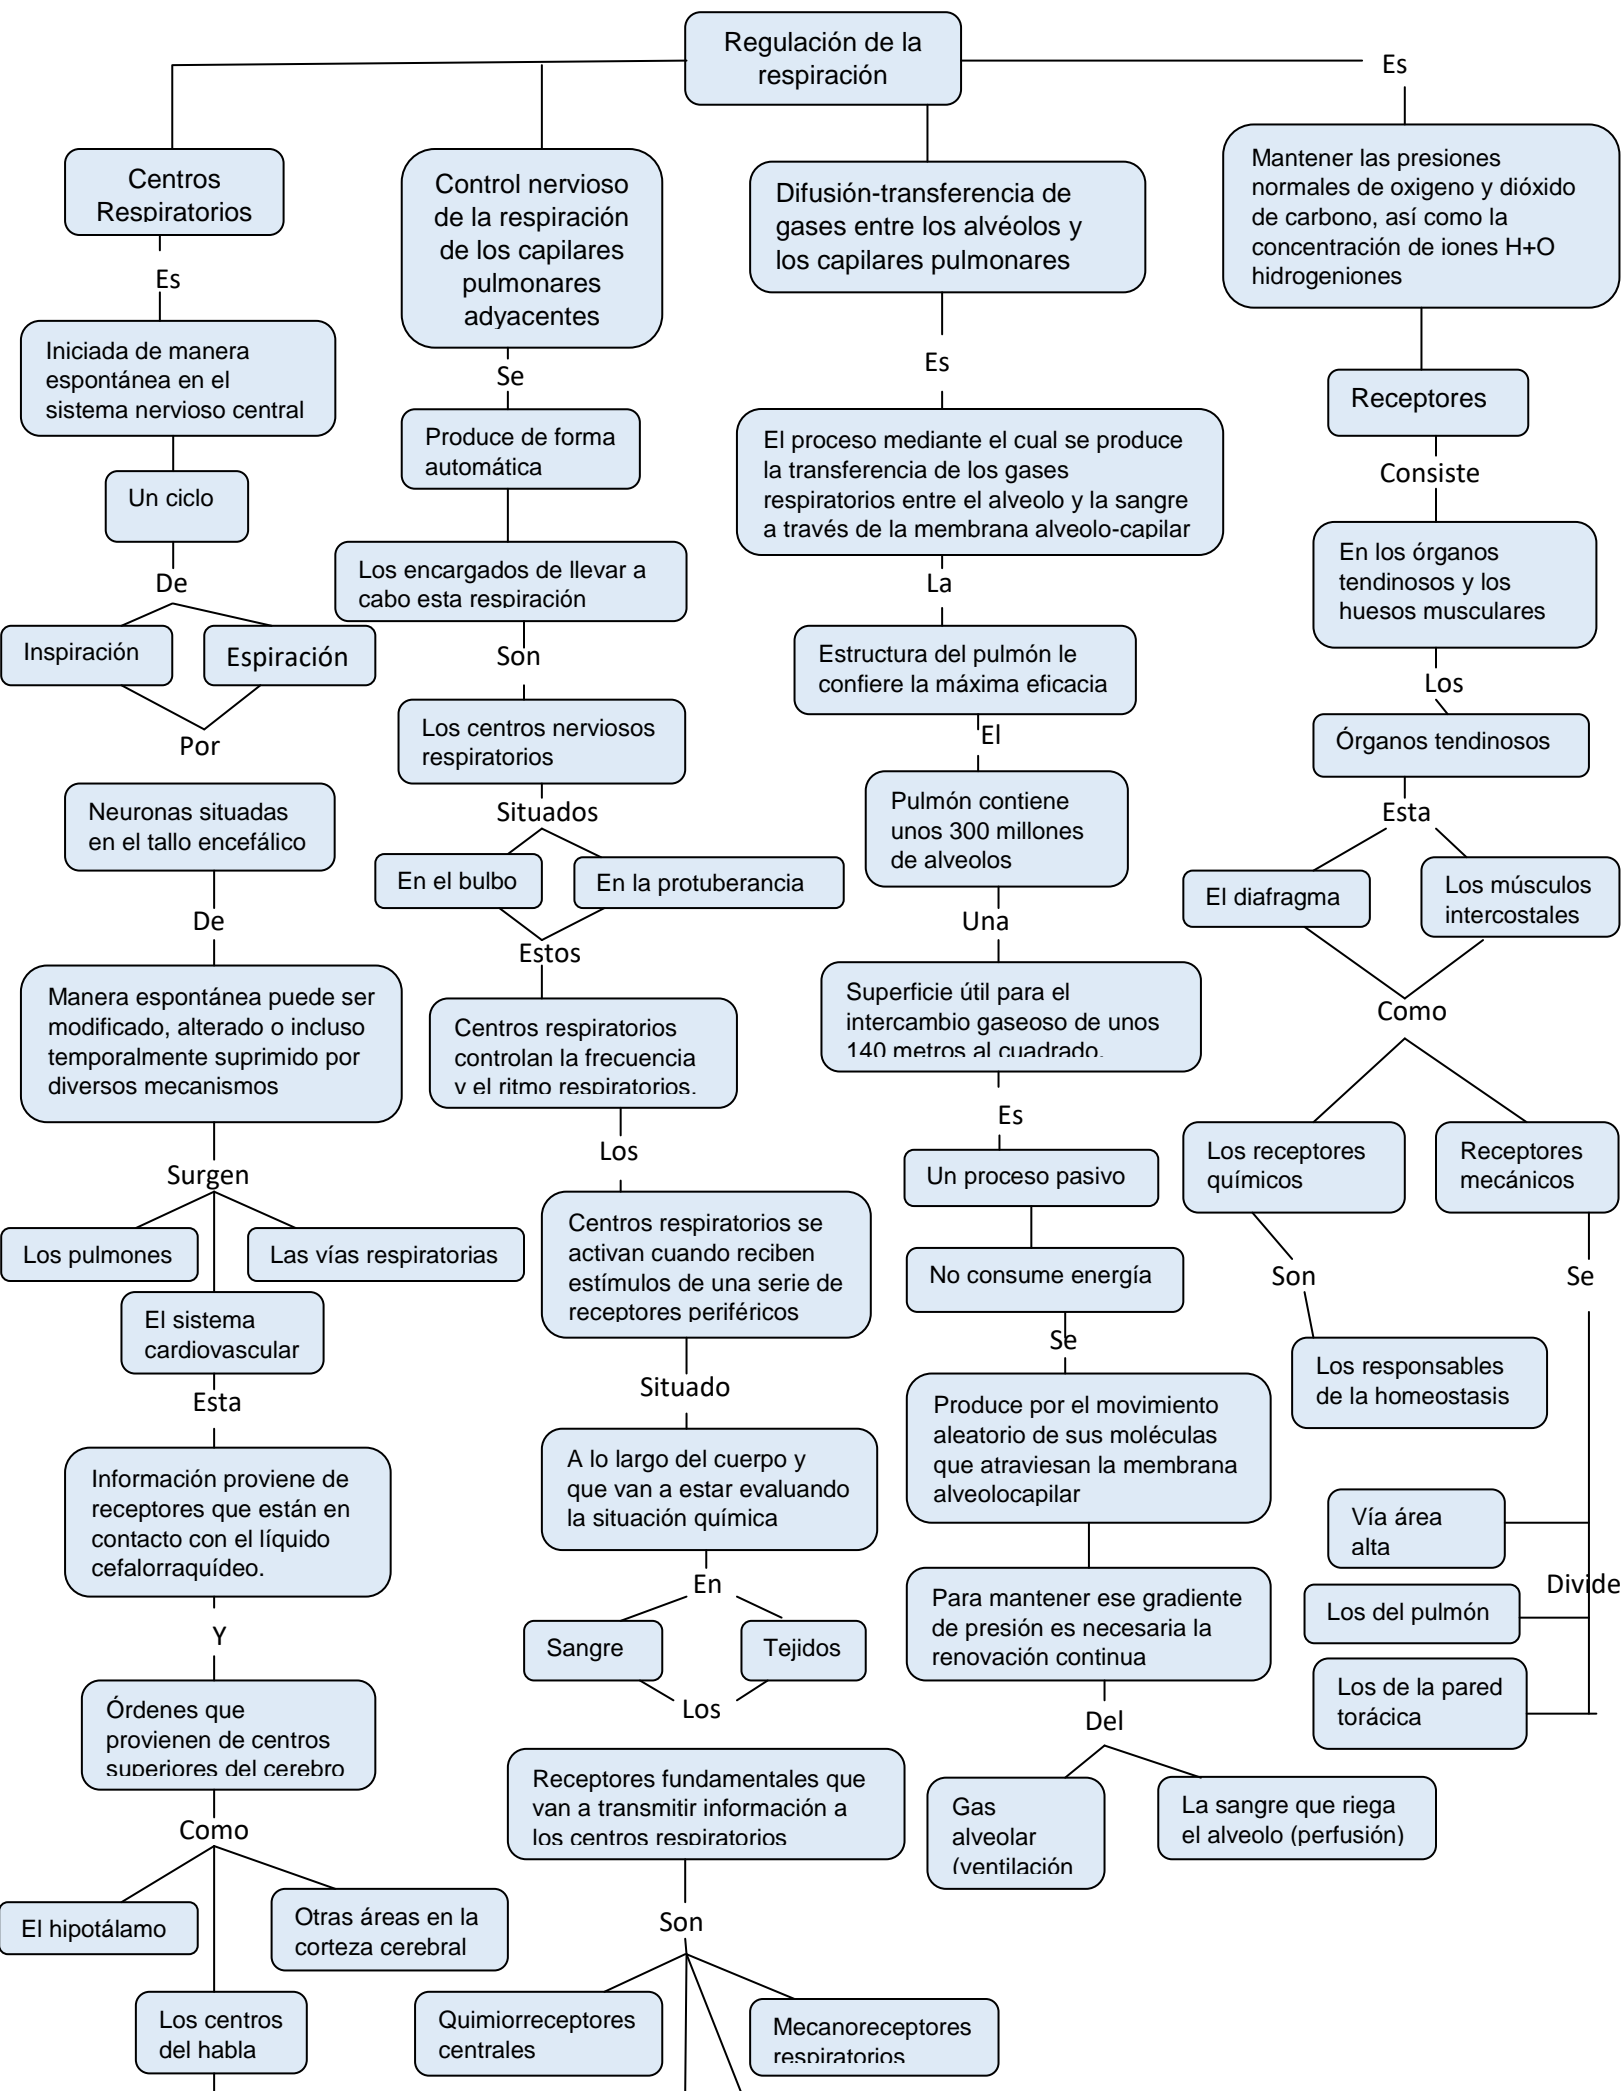 Regulación de la
respiración
Es
Centros
Respiratorios
Es
Iniciada de manera
espontánea en el
sistema nervioso central
Un ciclo
De
Inspiración
Espiración
Por
Neuronas situadas
en el tallo encefálico
De
Manera espontánea puede ser
modificado, alterado o incluso
temporalmente suprimido por
diversos mecanismos
Surgen
Los pulmones
Las vías respiratorias
El sistema
cardiovascular
Esta
Información proviene de
receptores que están en
contacto con el líquido
cefalorraquídeo.
Y
Órdenes que
provienen de centros
superiores del cerebro
Como
El hipotálamo
Otras áreas en la
corteza cerebral
Los centros
del habla
Control nervioso
de la respiración
de los capilares
pulmonares
adyacentes
Se
Produce de forma
automática
Los encargados de llevar a
cabo esta respiración
Son
Los centros nerviosos
respiratorios
Situados
En el bulbo
En la protuberancia
Estos
Centros respiratorios
controlan la frecuencia
y el ritmo respiratorios.
Los
Centros respiratorios se
activan cuando reciben
estímulos de una serie de
receptores periféricos
Situado
A lo largo del cuerpo y
que van a estar evaluando
la situación química
En
Sangre
Tejidos
Los
Receptores fundamentales que
van a transmitir información a
los centros respiratorios
Son
Quimiorreceptores
centrales
Mecanoreceptores
respiratorios
Difusión-transferencia de
gases entre los alvéolos y
los capilares pulmonares
Es
El proceso mediante el cual se produce
la transferencia de los gases
respiratorios entre el alveolo y la sangre
a través de la membrana alveolo-capilar
La
Estructura del pulmón le
confiere la máxima eficacia
El
Pulmón contiene
unos 300 millones
de alveolos
Una
Superficie útil para el
intercambio gaseoso de unos
140 metros al cuadrado.
Es
Un proceso pasivo
No consume energía
Se
Produce por el movimiento
aleatorio de sus moléculas
que atraviesan la membrana
alveolocapilar
Para mantener ese gradiente
de presión es necesaria la
renovación continua
Del
Gas
alveolar
(ventilación
La sangre que riega
el alveolo (perfusión)
Mantener las presiones
normales de oxigeno y dióxido
de carbono, así como la
concentración de iones H+O
hidrogeniones
Receptores
Consiste
En los órganos
tendinosos y los
huesos musculares
Los
Órganos tendinosos
Esta
El diafragma
Los músculos
intercostales
Como
Los receptores
químicos
Receptores
mecánicos
Son
Se
Los responsables
de la homeostasis
Vía área
alta
Divide
Los del pulmón
Los de la pared
torácica